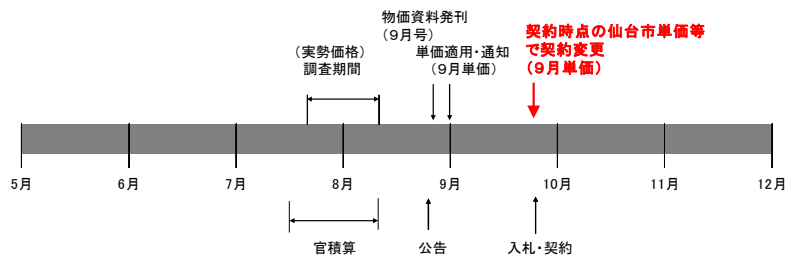 物価資料発刊
（9月号）
契約時点の仙台市単価等
で契約変更
（9月単価）
（実勢価格）
調査期間
単価適用・通知
（9月単価）
5月
6月
7月
8月
9月
10月
11月
12月
官積算
公告
入札・契約